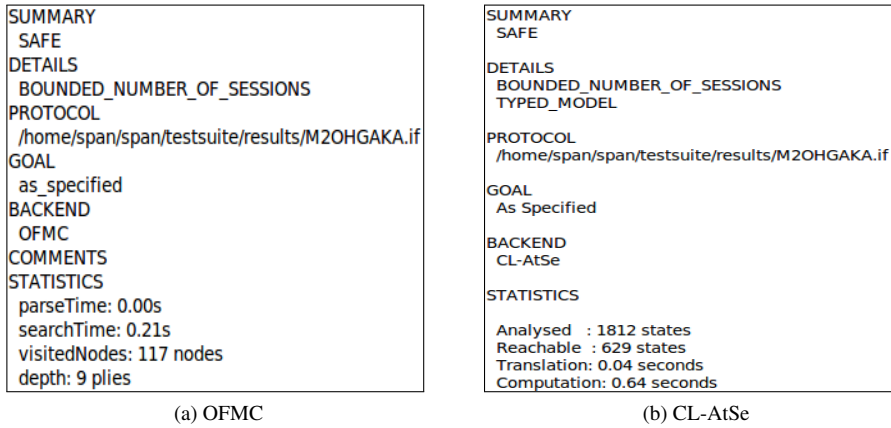 SUMMARY
SAFE
DETAILS
BOUNDED_NUMBER_OF_SESSIONS
PROTOCOL
/home/span/span/testsuite/results/M2OHGAKA.if
GOAL
as_specified
BACKEND
OFMC
COMMENTS
STATISTICS
parseTime: 0.00s
searchTime: 0.21s
visitedNodes: 117 nodes
depth: 9 plies
(a) OFMC
SUMMARY
SAFE
DETAILS
BOUNDED_NUMBER_OF_SESSIONS
TYPED_MODEL
PROTOCOL
/home/span/span/testsuite/results/M2OHGAKA.if
GOAL
As Specified
BACKEND
CL-AtSe
STATISTICS
Analysed : 1812 states
Reachable : 629 states
Translation: 0.04 seconds
Computation: 0.64 seconds
(b) CL-AtSe